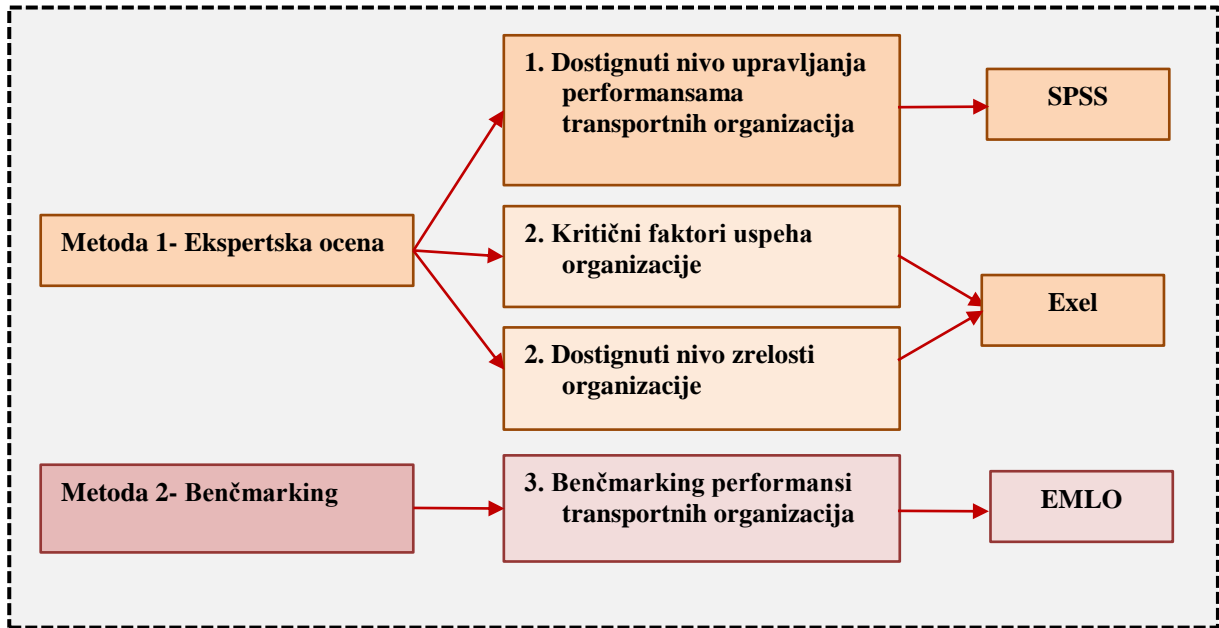 1. Dostignuti nivo upravljanja
performansama
transportnih organizacija
SPSS
Metoda 1- Ekspertska ocena
2. Kritični faktori uspeha
organizacije
Exel
2. Dostignuti nivo zrelosti
organizacije
Metoda 2- Benčmarking
3. Benčmarking performansi
transportnih organizacija
EMLO